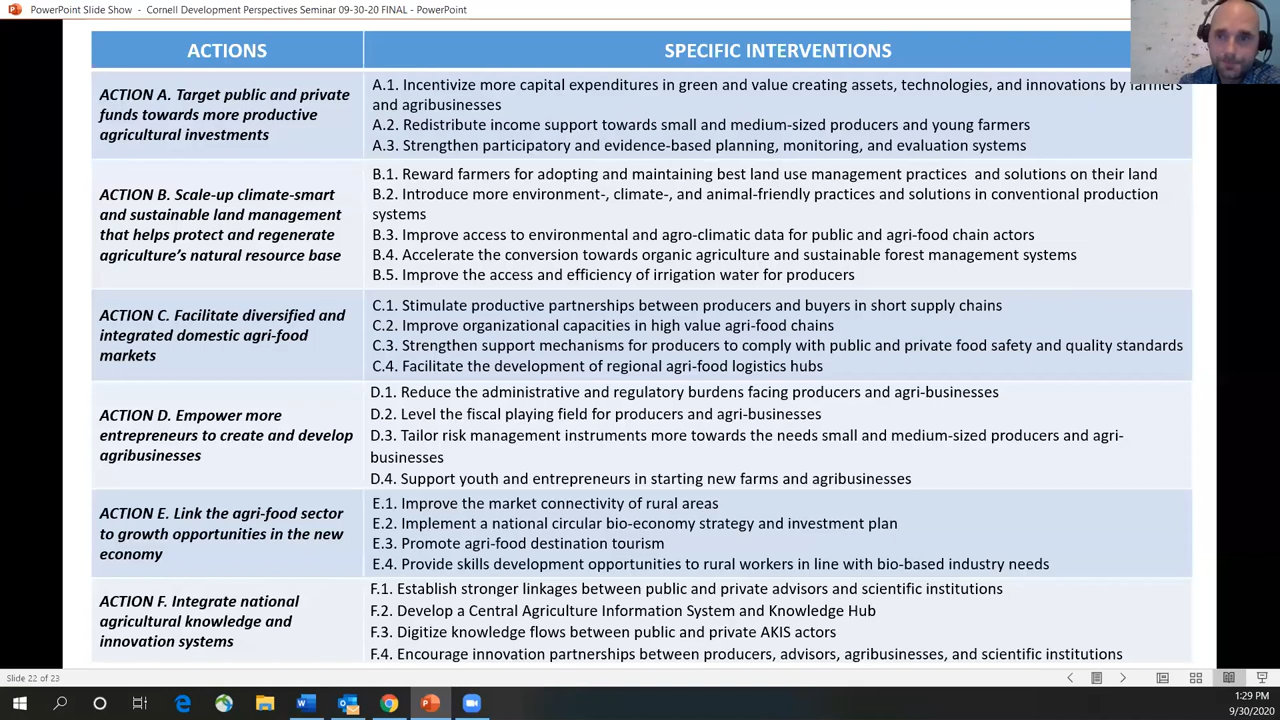 PowerPoint Slide Show - Cornell Development Perspectives Seminar 09-30-20 FINAL - PowerPoint
ACTIONS
SPECIFIC INTERVENTIONS
ACTION A. Target public and private
funds towards more productive
agricultural investments
A.1. Incentivize more capital expenditures in green and value creating assets, technologies, and innovations by farmers
and agribusinesses
A.2. Redistribute income support towards small and medium-sized producers and young farmers
A.3. Strengthen participatory and evidence-based planning, monitoring, and evaluation systems
ACTION B. Scale-up climate-smart
and sustainable land management
that helps protect and regenerate
agriculture's natural resource base
B.1. Reward farmers for adopting and maintaining best land use management practices and solutions on their land
B.2. Introduce more environment-, climate-, and animal-friendly practices and solutions in conventional production
systems
B.3. Improve access to environmental and agro-climatic data for public and agri-food chain actors
B.4. Accelerate the conversion towards organic agriculture and sustainable forest management systems
B.5. Improve the access and efficiency of irrigation water for producers
ACTION C. Facilitate diversified and
integrated domestic agri-food
markets
C.1. Stimulate productive partnerships between producers and buyers in short supply chains
C.2. Improve organizational capacities in high value agri-food chains
C.3. Strengthen support mechanisms for producers to comply with public and private food safety and quality standards
C.4. Facilitate the development of regional agri-food logistics hubs
ACTION D. Empower more
entrepreneurs to create and develop
agribusinesses
D.1. Reduce the administrative and regulatory burdens facing producers and agri-businesses
D.2. Level the fiscal playing field for producers and agri-businesses
D.3. Tailor risk management instruments more towards the needs small and medium-sized producers and agri-
businesses
D.4. Support youth and entrepreneurs in starting new farms and agribusinesses
ACTION E. Link the agri-food sector
to growth opportunities in the new
economy
E.1. Improve the market connectivity of rural areas
E.2. Implement a national circular bio-economy strategy and investment plan
E.3. Promote agri-food destination tourism
E.4. Provide skills development opportunities to rural workers in line with bio-based industry needs
ACTION F. Integrate national
agricultural knowledge and
innovation systems
F.1. Establish stronger linkages between public and private advisors and scientific institutions
F.2. Develop a Central Agriculture Information System and Knowledge Hub
F.3. Digitize knowledge flows between public and private AKIS actors
F.4. Encourage innovation partnerships between producers, advisors, agribusinesses, and scientific institutions
Slide 22 of 23
1:29 PM
9/30/2020